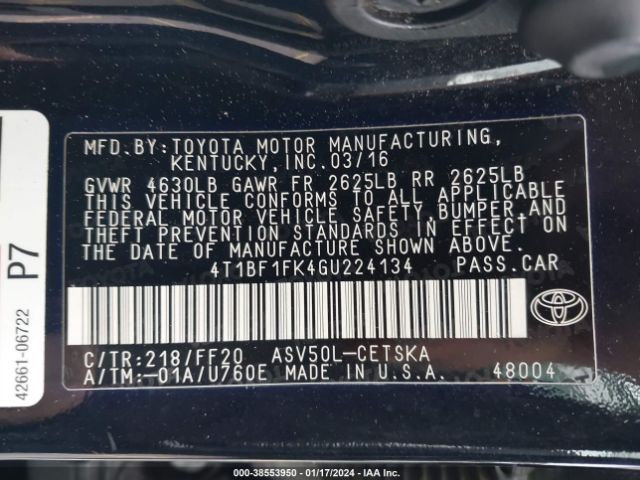 MFD.BY:TOYOTA MOTOR MANUFACTURING,
KENTUCKY,INC. 03/16
GVWR 4630LB GAWR FR 2625LB RR 2625LB
THIS VEHICLE CONFORMS TO ALL APPLICABLE
FEDERAL MOTOR VEHICLE SAFETY,BUMPER,AND
THEFT PREVENTION STANDARDS IN EFFECT ON
THE DATE OF MANUFACTURE SHOWN ABOVE.
4T1BF1FK4GU224134 PASS.CAR
C/TR:218/FF20 ASV50L-CETSKA
A/TM:-01A/U760E MADE IN U.S.A. 48004
TOYOTA
P7
42661-06722
000-38553950 - 01/17/2024 - IAA Inc.